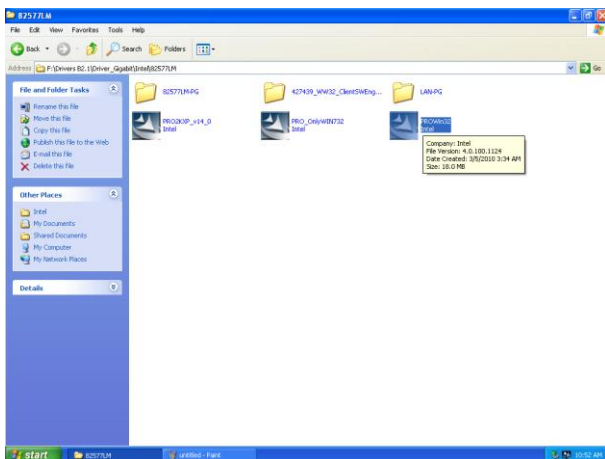 82577LM
File Edit View Favorites Tools Help
Back Search Folders
Address F:\Drivers B2.1\Driver_Gigabit\Intel\82577LM Go
File and Folder Tasks
Rename this file
Move this file
Copy this file
Publish this file to the Web
E-mail this file
Delete this file
Other Places
Intel
My Documents
Shared Documents
My Computer
My Network Places
Details
82577LM-PG
427439_WW32_ClientSWEng...
LAN-PG
PRO2KXP_v14_0
Intel
PRO_OnlyWIN732
Intel
PROWin32
Intel
Company: Intel
File Version: 4.0.100.1124
Date Created: 3/5/2010 3:34 AM
Size: 18.0 MB
start 82577LM untitled - Paint 10:52 AM